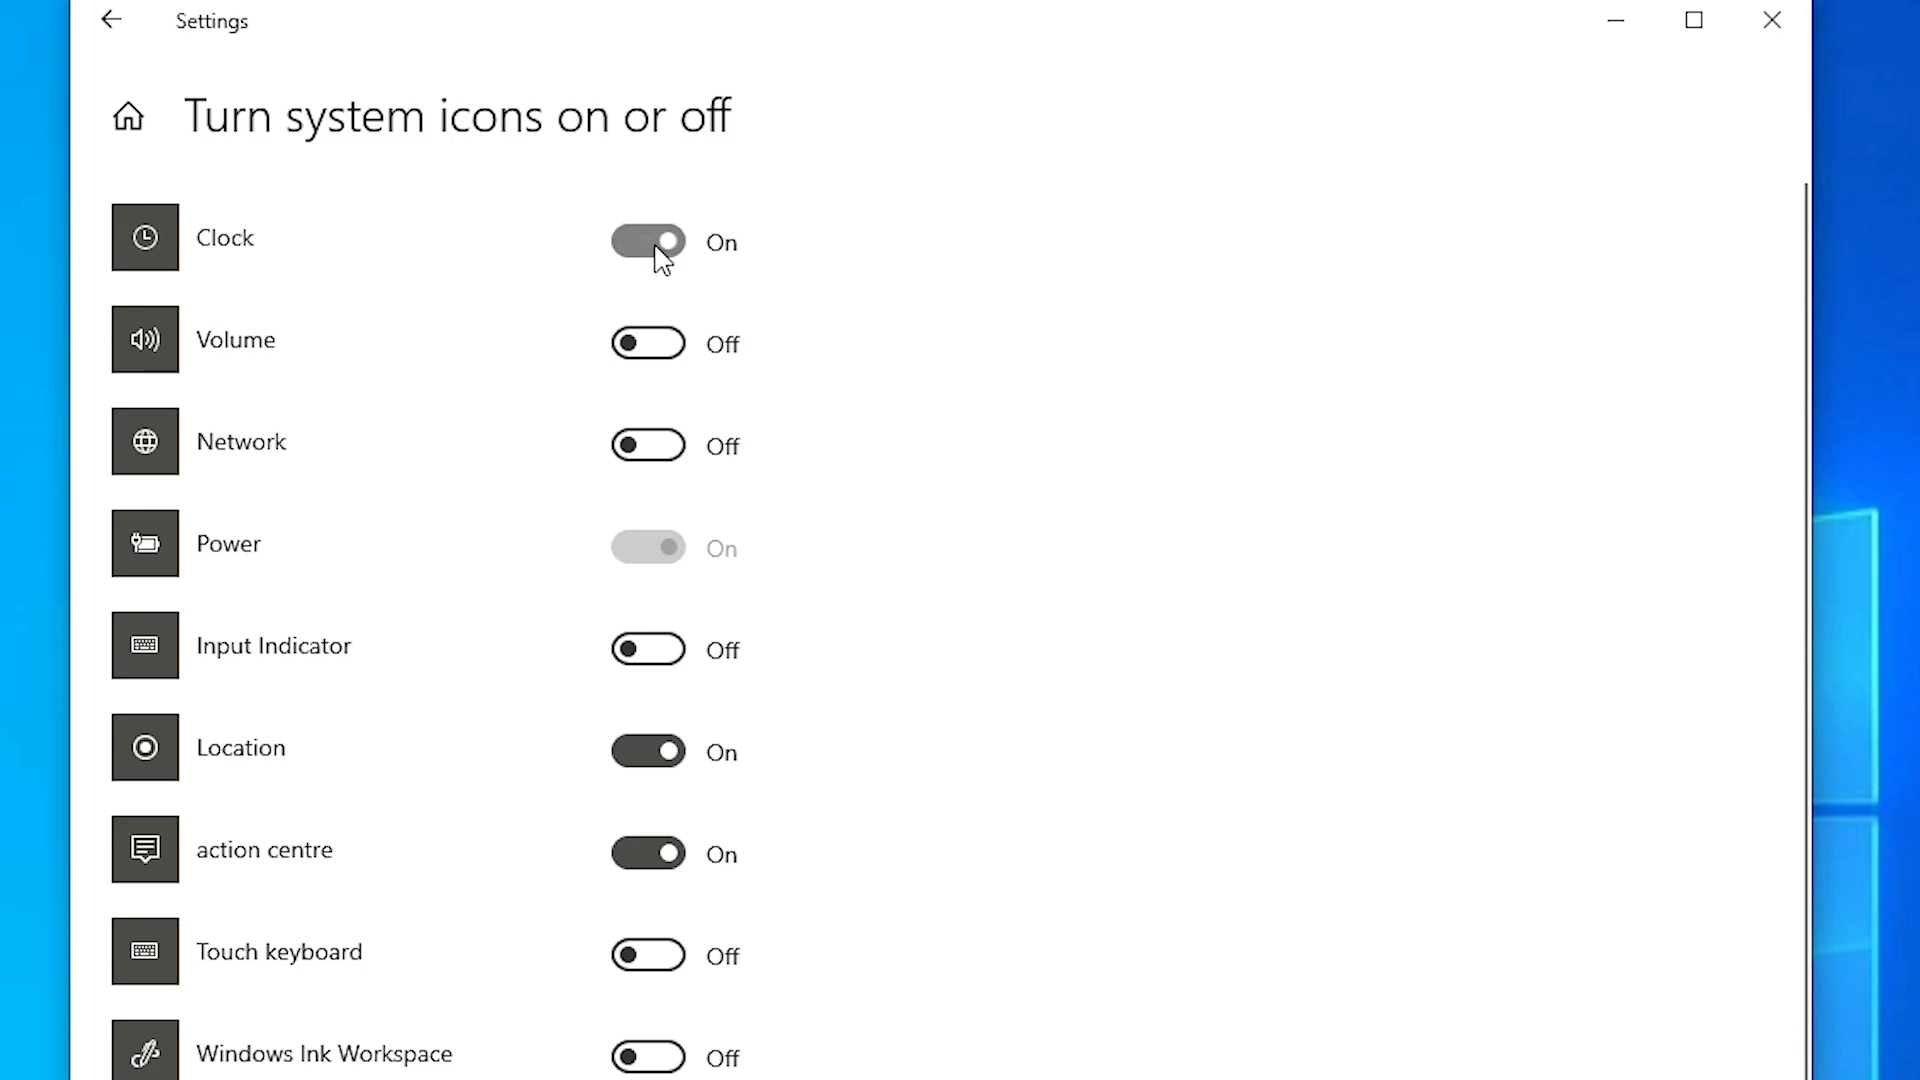 Settings
Turn system icons on or off
Clock On
Volume Off
Network Off
Power On
Input Indicator Off
Location On
action centre On
Touch keyboard Off
Windows Ink Workspace Off